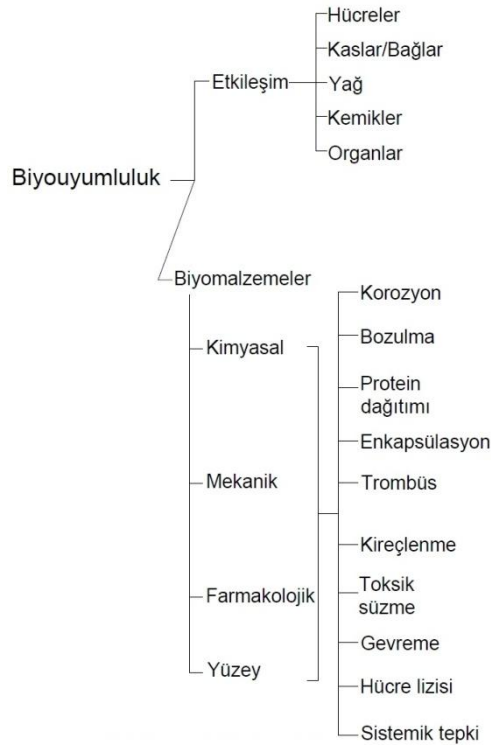 Hücreler
Kaslar/Bağlar
Etkileşim
Yağ
Kemikler
Organlar
Biyouyumluluk
Biyomalzemeler
Korozyon
Bozulma
Kimyasal
Protein
dağıtımı
Enkapsülasyon
Mekanik
Trombüs
Kireçlenme
Toksik
süzme
Farmakolojik
Gevreme
Yüzey
Hücre lizisi
Sistemik tepki